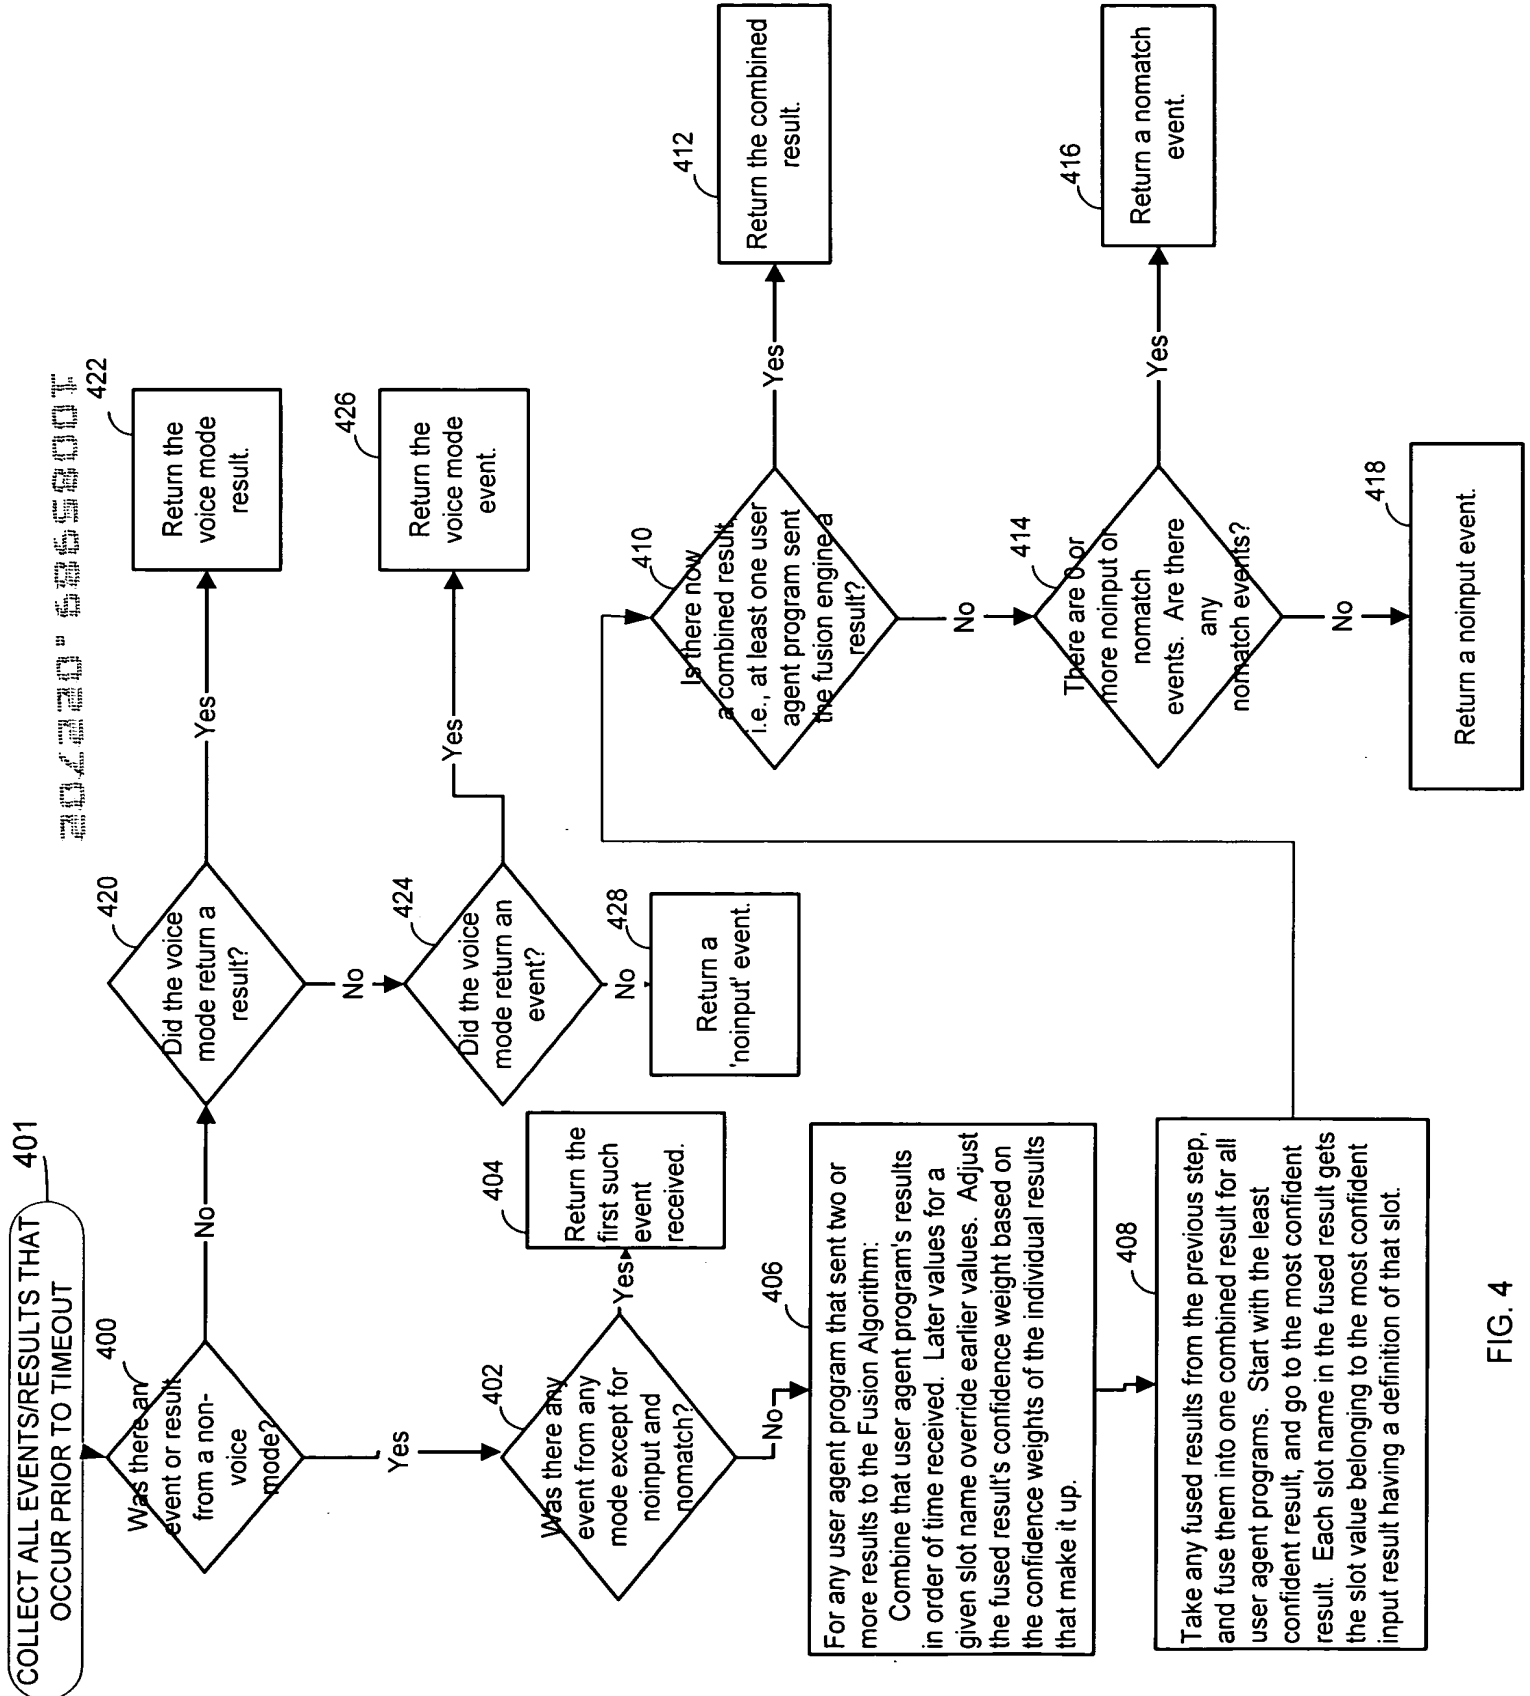 COLLECT ALL EVENTS/RESULTS THAT
OCCUR PRIOR TO TIMEOUT
401
400
Was there an
event or result
from a non-
voice
mode?
No
Yes
420
Did the voice
mode return a
result?
Yes
No
422
Return the
voice mode
result.
424
Did the voice
mode return an
event?
Yes
No
426
Return the
voice mode
event.
428
Return a
'noinput' event.
402
Was there any
event from any
mode except for
noinput and
nomatch?
Yes
No
404
Return the
first such
event
received.
406
For any user agent program that sent two or
more results to the Fusion Algorithm:
Combine that user agent program's results
in order of time received. Later values for a
given slot name override earlier values. Adjust
the fused result's confidence weight based on
the confidence weights of the individual results
that make it up.
408
Take any fused results from the previous step,
and fuse them into one combined result for all
user agent programs. Start with the least
confident result, and go to the most confident
result. Each slot name in the fused result gets
the slot value belonging to the most confident
input result having a definition of that slot.
410
Is there now
a combined result,
i.e., at least one user
agent program sent
the fusion engine a
result?
Yes
No
412
Return the combined
result.
414
There are 0 or
more noinput or
nomatch
events. Are there
any
nomatch events?
Yes
No
416
Return a nomatch
event.
418
Return a noinput event.
FIG. 4